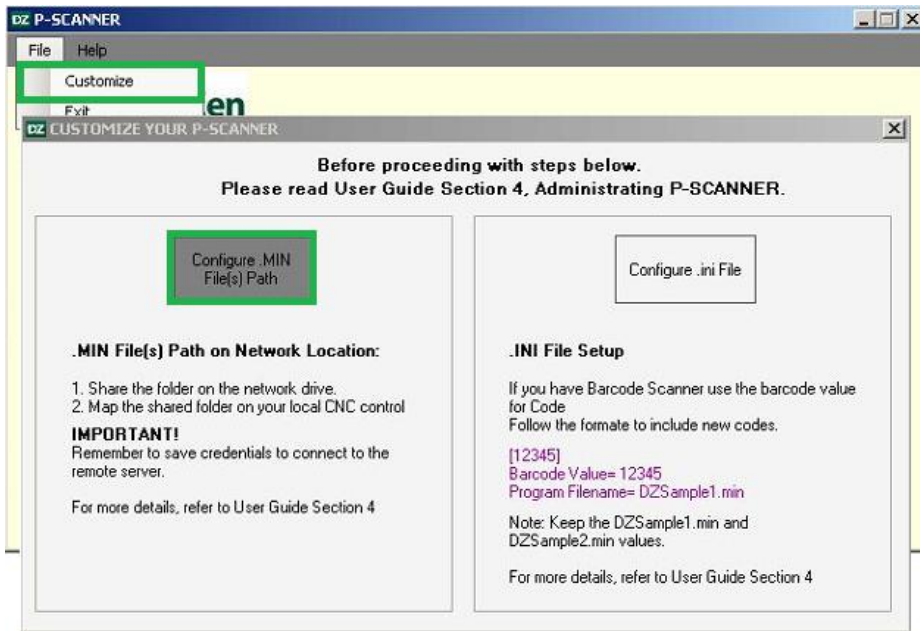 DZ P-SCANNER
File Help
Customize
Exit
en
DZ CUSTOMIZE YOUR P-SCANNER
Before proceeding with steps below.
Please read User Guide Section 4, Administrating P-SCANNER.
Configure .MIN
File(s) Path
.MIN File(s) Path on Network Location:
1. Share the folder on the network drive.
2. Map the shared folder on your local CNC control
IMPORTANT!
Remember to save credentials to connect to the
remote server.
For more details, refer to User Guide Section 4
Configure .ini File
.INI File Setup
If you have Barcode Scanner use the barcode value
for Code
Follow the formate to include new codes.
[12345]
Barcode Value= 12345
Program Filename= DZSample1.min
Note: Keep the DZSample1.min and
DZSample2.min values.
For more details, refer to User Guide Section 4